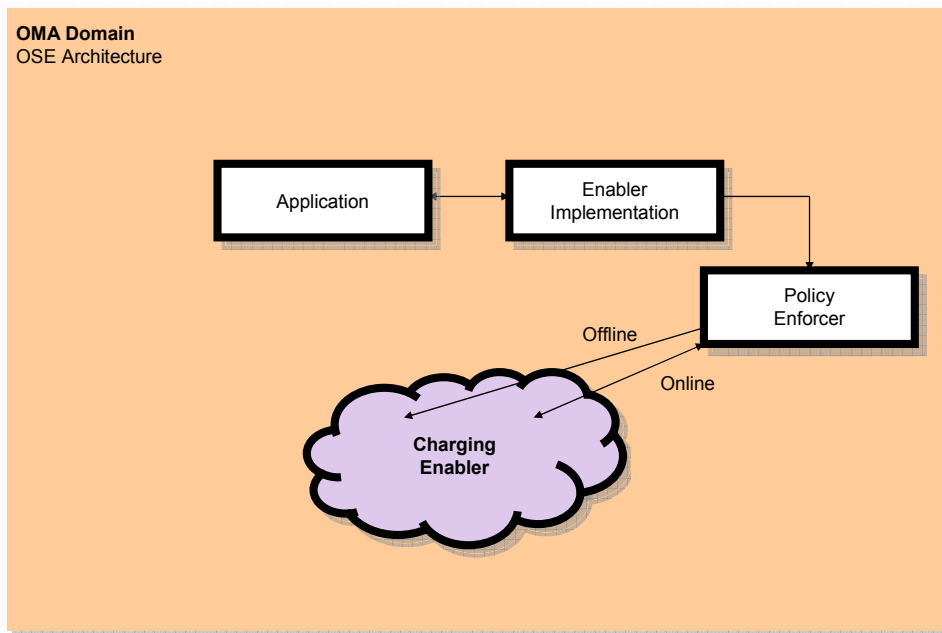 OMA Domain
OSE Architecture
Application
Enabler
Implementation
Policy
Enforcer
Offline
Online
Charging
Enabler